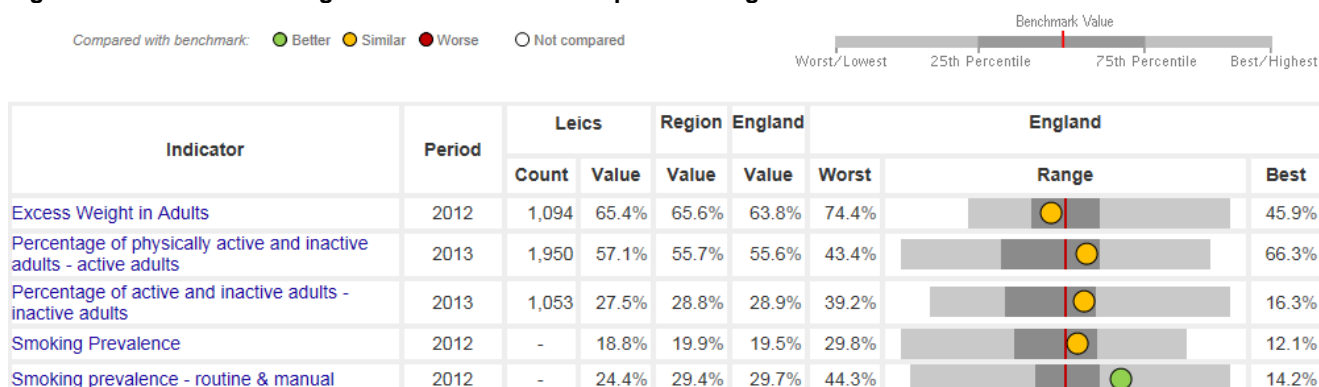 Benchmark Value
Compared with benchmark: Better Similar Worse Not compared
Worst/Lowest 25th Percentile 75th Percentile Best/Highest
Indicator Period Leics Region England England
Count Value Value Value Worst Range Best
Excess Weight in Adults 2012 1,094 65.4% 65.6% 63.8% 74.4% 45.9%
Percentage of physically active and inactive
adults - active adults 2013 1,950 57.1% 55.7% 55.6% 43.4% 66.3%
Percentage of active and inactive adults -
inactive adults 2013 1,053 27.5% 28.8% 28.9% 39.2% 16.3%
Smoking Prevalence 2012 - 18.8% 19.9% 19.5% 29.8% 12.1%
Smoking prevalence - routine & manual 2012 - 24.4% 29.4% 29.7% 44.3% 14.2%